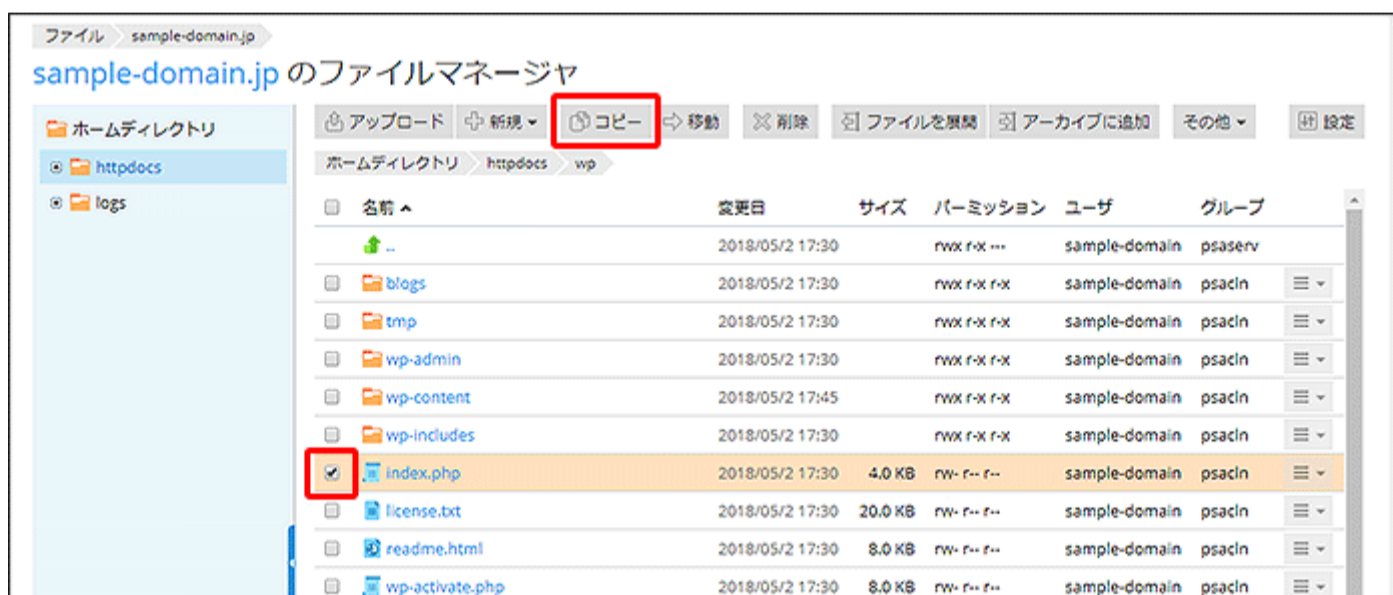 ファイル sample-domain.jp
sample-domain.jp のファイルマネージャ
ホームディレクトリ
httpdocs
logs
アップロード 新規 コピー 移動 削除 ファイルを展開 アーカイブに追加 その他 設定
ホームディレクトリ httpdocs wp
名前 変更日 サイズ パーミッション ユーザ グループ
.. 2018/05/2 17:30 rwx r-x --- sample-domain psaserv
blogs 2018/05/2 17:30 rwx r-x r-x sample-domain psacln
tmp 2018/05/2 17:30 rwx r-x r-x sample-domain psacln
wp-admin 2018/05/2 17:30 rwx r-x r-x sample-domain psacln
wp-content 2018/05/2 17:45 rwx r-x r-x sample-domain psacln
wp-includes 2018/05/2 17:30 rwx r-x r-x sample-domain psacln
index.php 2018/05/2 17:30 4.0 KB rw- r-- r-- sample-domain psacln
license.txt 2018/05/2 17:30 20.0 KB rw- r-- r-- sample-domain psacln
readme.html 2018/05/2 17:30 8.0 KB rw- r-- r-- sample-domain psacln
wp-activate.php 2018/05/2 17:30 8.0 KB rw- r-- r-- sample-domain psacln